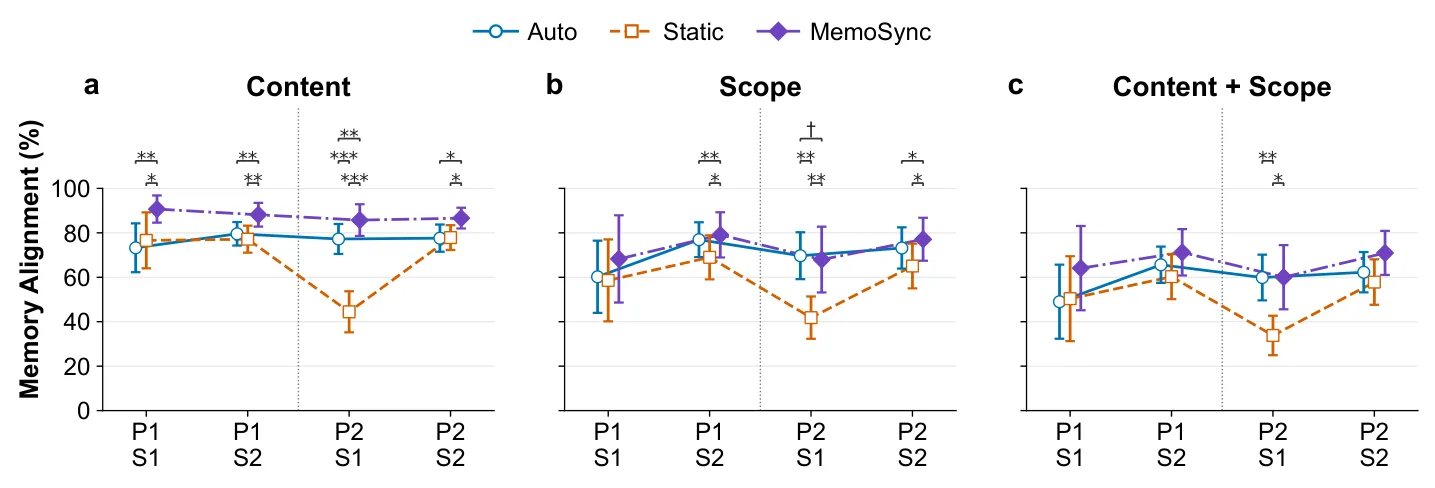 Auto Static MemoSync
a Content b Scope c Content + Scope
Memory Alignment (%)
** † 
** ** *** * ** ** * **
* ** *** * * ** * *
100
80
60
40
20
0
P1 P1 P2 P2 P1 P1 P2 P2 P1 P1 P2 P2
S1 S2 S1 S2 S1 S2 S1 S2 S1 S2 S1 S2